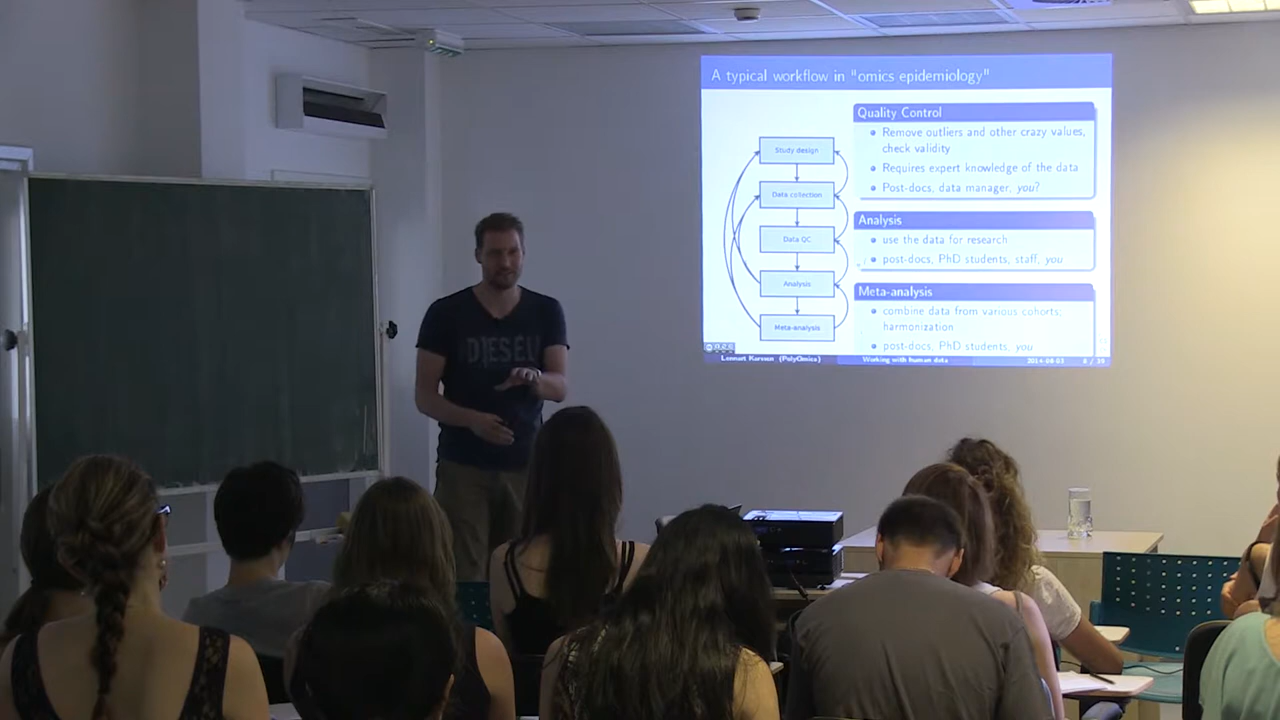 A typical workflow in "omics epidemiology"
Study design
Data collection
Data QC
Analysis
Meta-analysis
Quality Control
Remove outliers and other crazy values,
check validity
Requires expert knowledge of the data
Post-docs, data manager, you?
Analysis
use the data for research
post-docs, PhD students, staff, you
Meta-analysis
combine data from various cohorts;
harmonization
post-docs, PhD students, you
Lennart Karssen (PolyOmica)
Working with human data
DIESEL